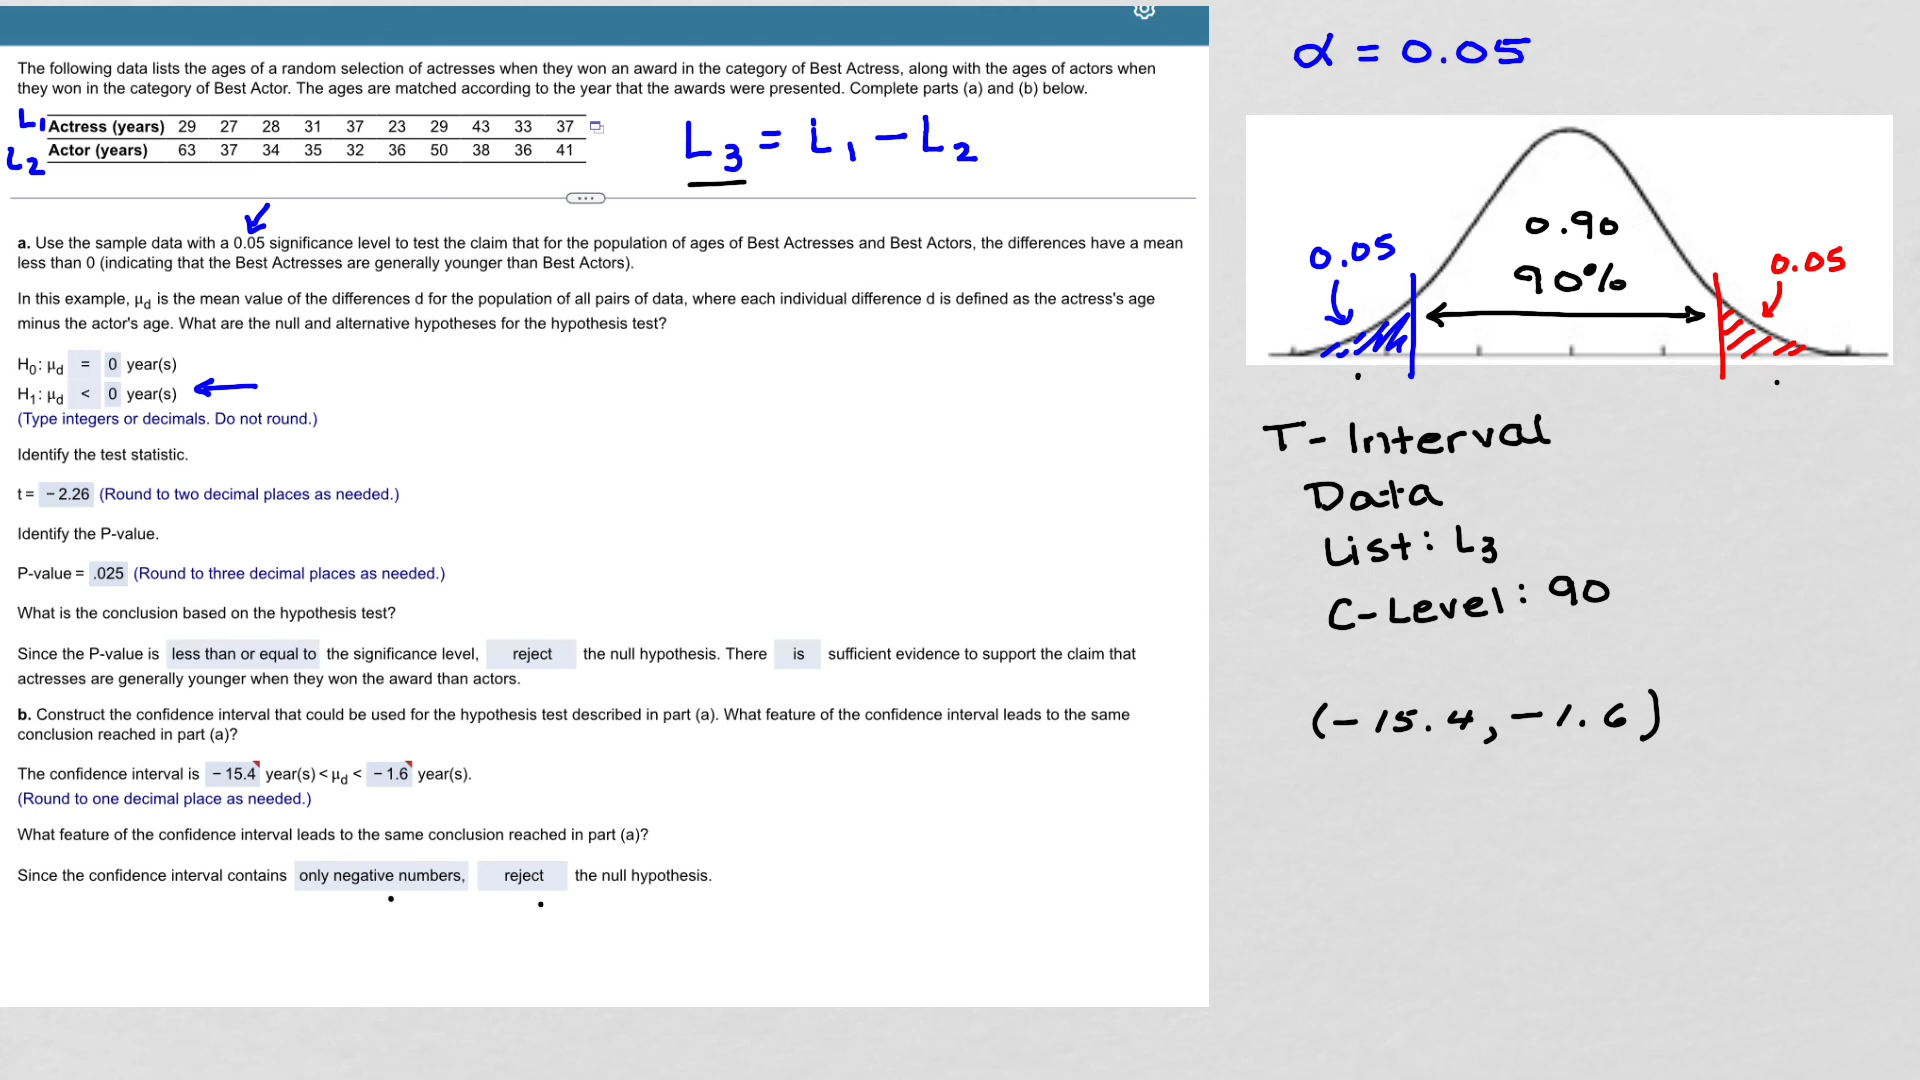 The following data lists the ages of a random selection of actresses when they won an award in the category of Best Actress, along with the ages of actors when
they won in the category of Best Actor. The ages are matched according to the year that the awards were presented. Complete parts (a) and (b) below.
L1 Actress (years) 29 27 28 31 37 23 29 43 33 37
L2 Actor (years) 63 37 34 35 32 36 50 38 36 41
L3 = L1 - L2
a. Use the sample data with a 0.05 significance level to test the claim that for the population of ages of Best Actresses and Best Actors, the differences have a mean
less than 0 (indicating that the Best Actresses are generally younger than Best Actors).
In this example, μd is the mean value of the differences d for the population of all pairs of data, where each individual difference d is defined as the actress's age
minus the actor's age. What are the null and alternative hypotheses for the hypothesis test?
H0: μd = 0 year(s)
H1: μd < 0 year(s)
(Type integers or decimals. Do not round.)
Identify the test statistic.
t = - 2.26 (Round to two decimal places as needed.)
Identify the P-value.
P-value = .025 (Round to three decimal places as needed.)
What is the conclusion based on the hypothesis test?
Since the P-value is less than or equal to the significance level, reject the null hypothesis. There is sufficient evidence to support the claim that
actresses are generally younger when they won the award than actors.
b. Construct the confidence interval that could be used for the hypothesis test described in part (a). What feature of the confidence interval leads to the same
conclusion reached in part (a)?
The confidence interval is - 15.4 year(s) < μd < - 1.6 year(s).
(Round to one decimal place as needed.)
What feature of the confidence interval leads to the same conclusion reached in part (a)?
Since the confidence interval contains only negative numbers, reject the null hypothesis.
α = 0.05
0.90
90%
0.05
0.05
T-Interval
Data
List: L3
C-Level: 90
(-15.4, -1.6)